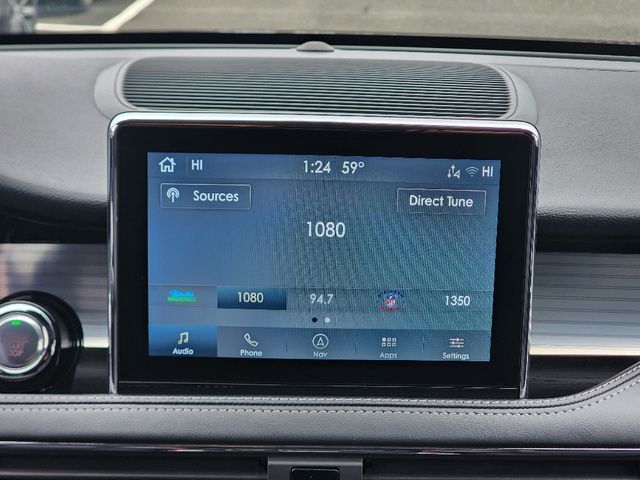 HI 1:24 59° HI
Sources Direct Tune
1080
1080 94.7 1350
Audio Phone Nav Apps Settings